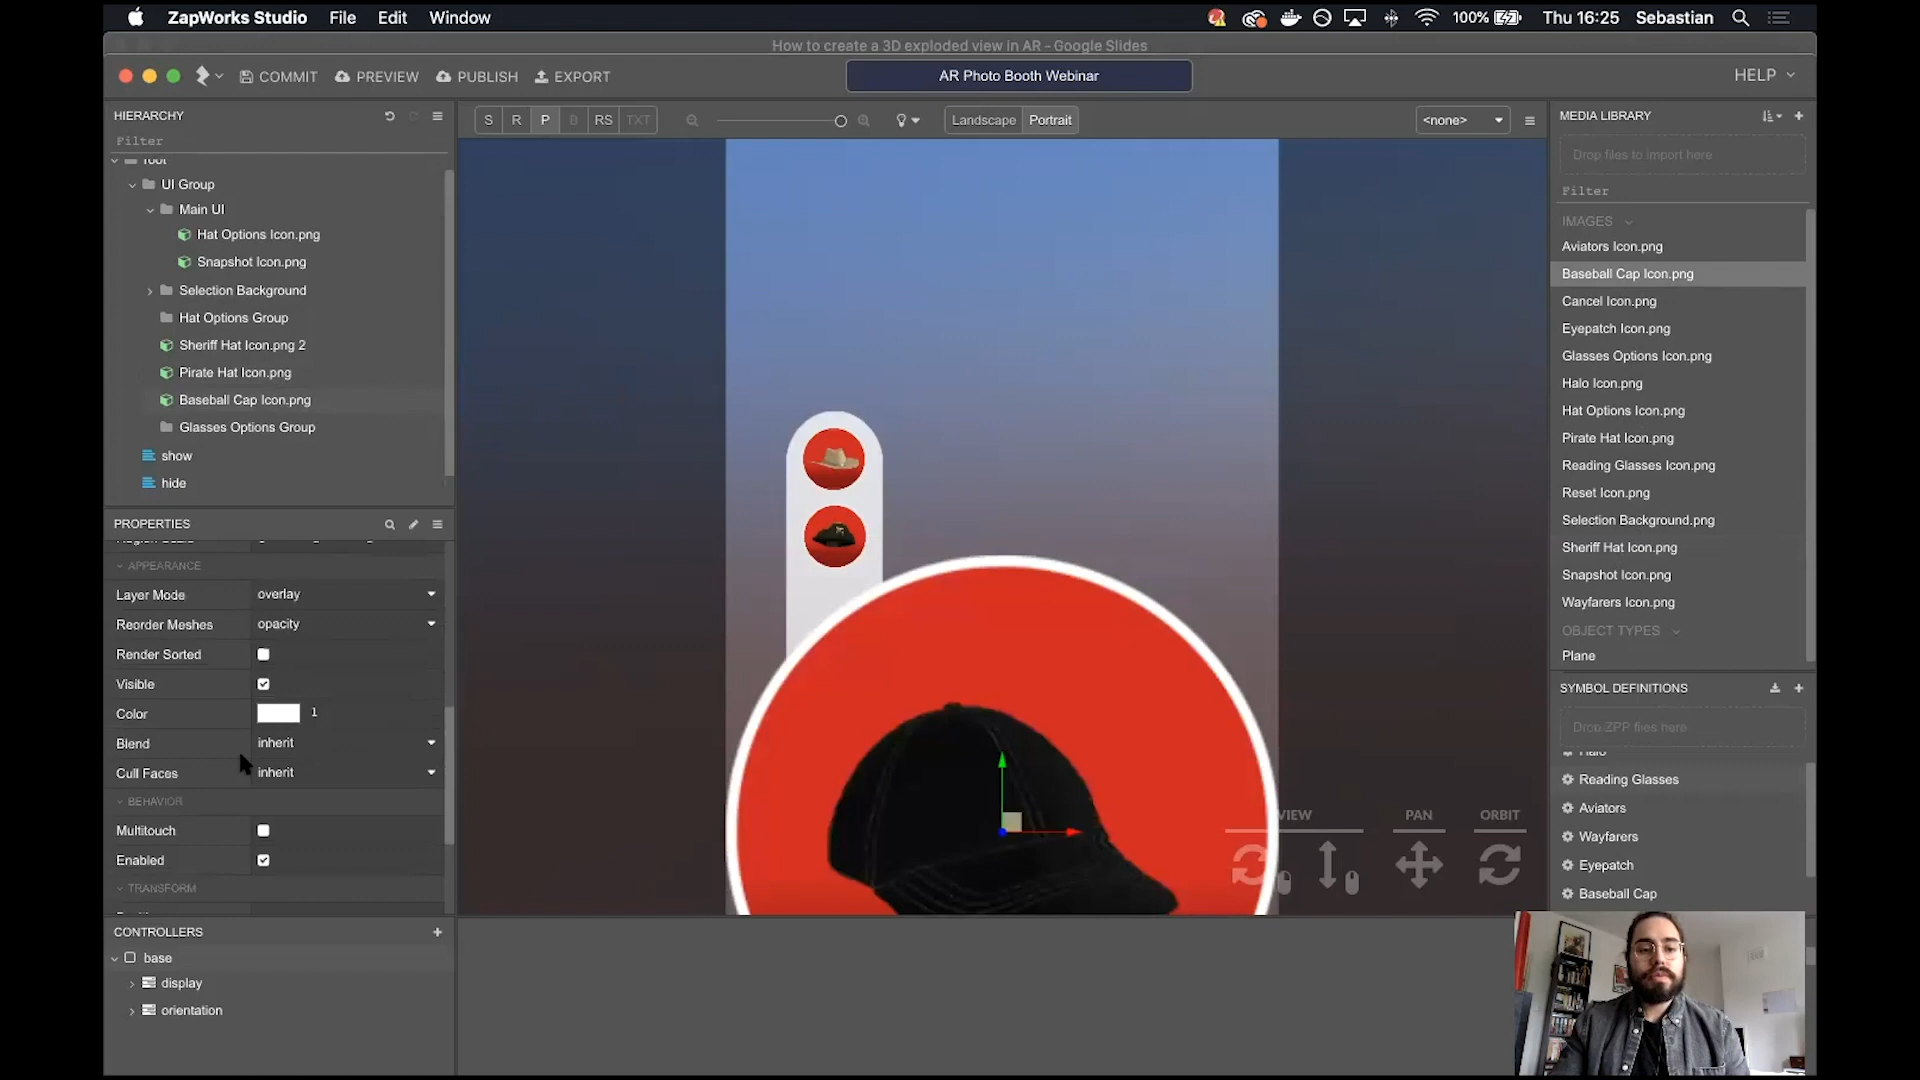 ZapWorks Studio File Edit Window 100% Thu 16:25 Sebastian
How to create a 3D exploded view in AR - Google Slides
COMMIT PREVIEW PUBLISH EXPORT AR Photo Booth Webinar HELP
HIERARCHY
Filter
root
UI Group
Main UI
Hat Options Icon.png
Snapshot Icon.png
Selection Background
Hat Options Group
Sheriff Hat Icon.png 2
Pirate Hat Icon.png
Baseball Cap Icon.png
Glasses Options Group
show
hide
PROPERTIES
Region Scale
APPEARANCE
Layer Mode overlay
Reorder Meshes opacity
Render Sorted
Visible
Color 1
Blend inherit
Cull Faces inherit
BEHAVIOR
Multitouch
Enabled
TRANSFORM
CONTROLLERS
base
display
orientation
S R P B RS TXT Landscape Portrait <none>
VIEW PAN ORBIT
MEDIA LIBRARY
Drop files to import here
Filter
IMAGES
Aviators Icon.png
Baseball Cap Icon.png
Cancel Icon.png
Eyepatch Icon.png
Glasses Options Icon.png
Halo Icon.png
Hat Options Icon.png
Pirate Hat Icon.png
Reading Glasses Icon.png
Reset Icon.png
Selection Background.png
Sheriff Hat Icon.png
Snapshot Icon.png
Wayfarers Icon.png
OBJECT TYPES
Plane
SYMBOL DEFINITIONS
Drop ZPP files here
Halo
Reading Glasses
Aviators
Wayfarers
Eyepatch
Baseball Cap